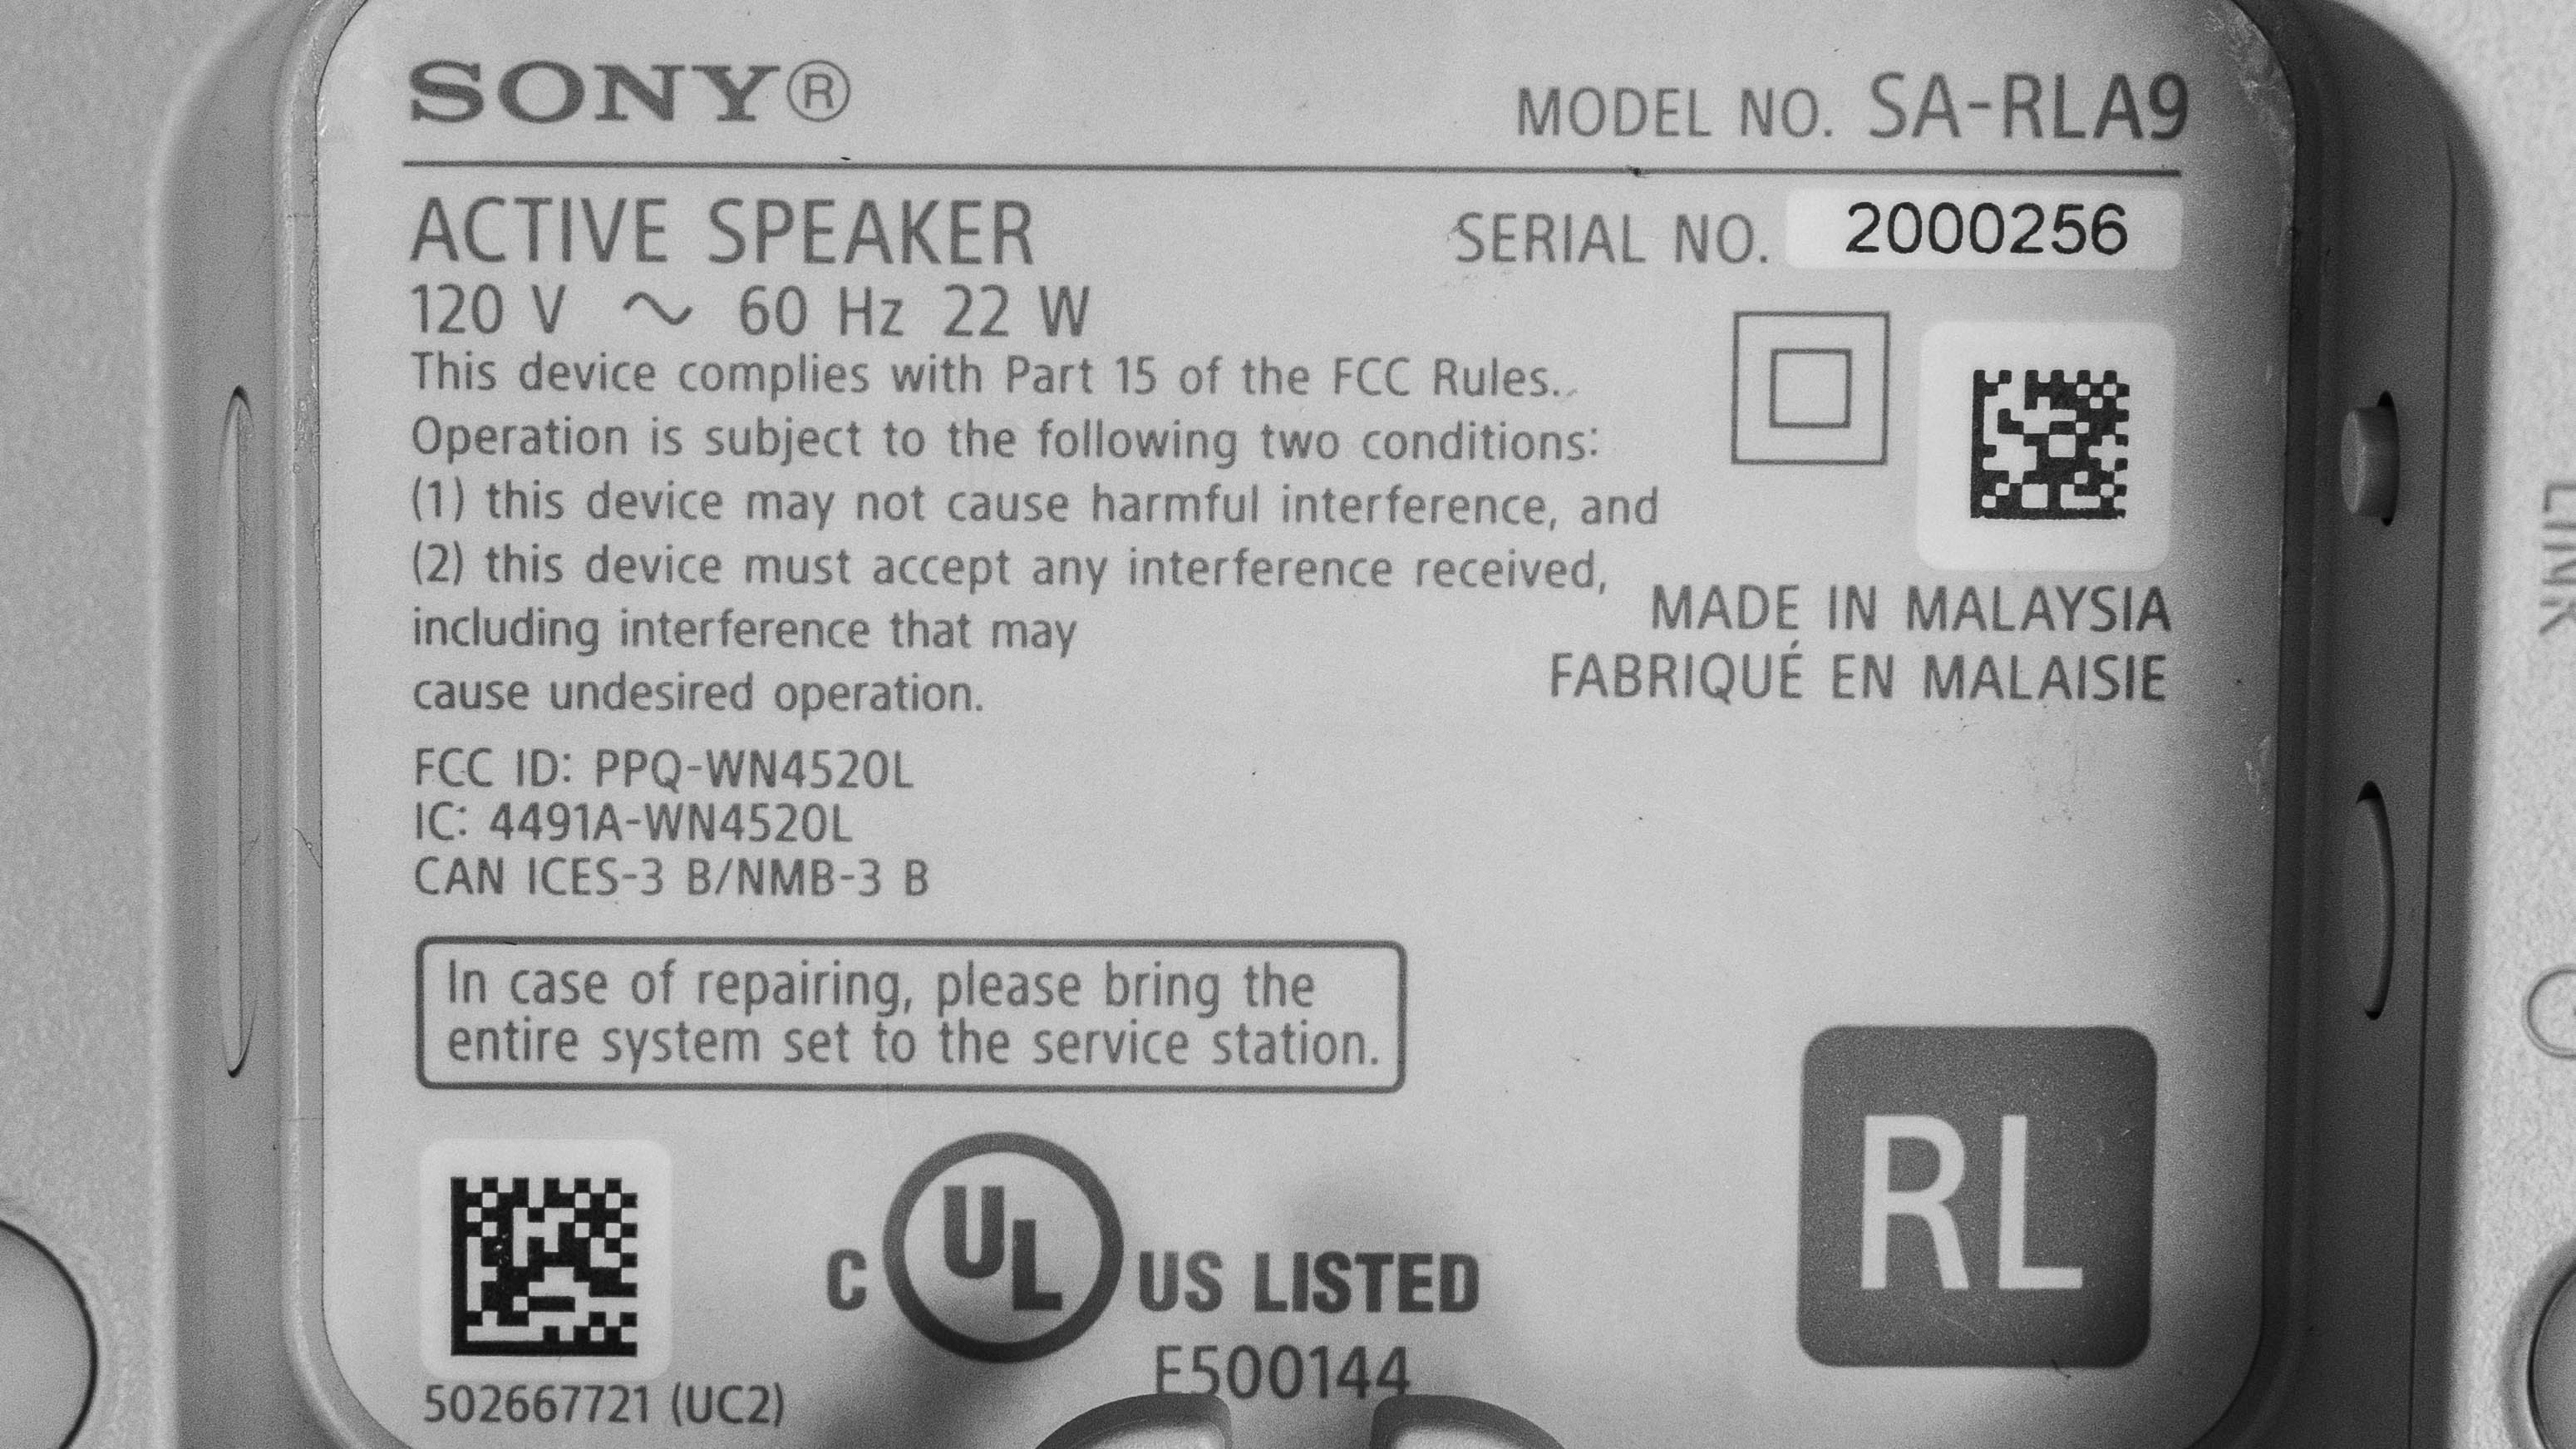 SONY®
MODEL NO. SA-RLA9
ACTIVE SPEAKER
SERIAL NO. 2000256
120 V ~ 60 Hz 22 W
This device complies with Part 15 of the FCC Rules.
Operation is subject to the following two conditions:
(1) this device may not cause harmful interference, and
(2) this device must accept any interference received,
including interference that may
cause undesired operation.
MADE IN MALAYSIA
FABRIQUÉ EN MALAISIE
FCC ID: PPQ-WN4520L
IC: 4491A-WN4520L
CAN ICES-3 B/NMB-3 B
In case of repairing, please bring the
entire system set to the service station.
RL
C UL US LISTED
E500144
502667721 (UC2)
LINK